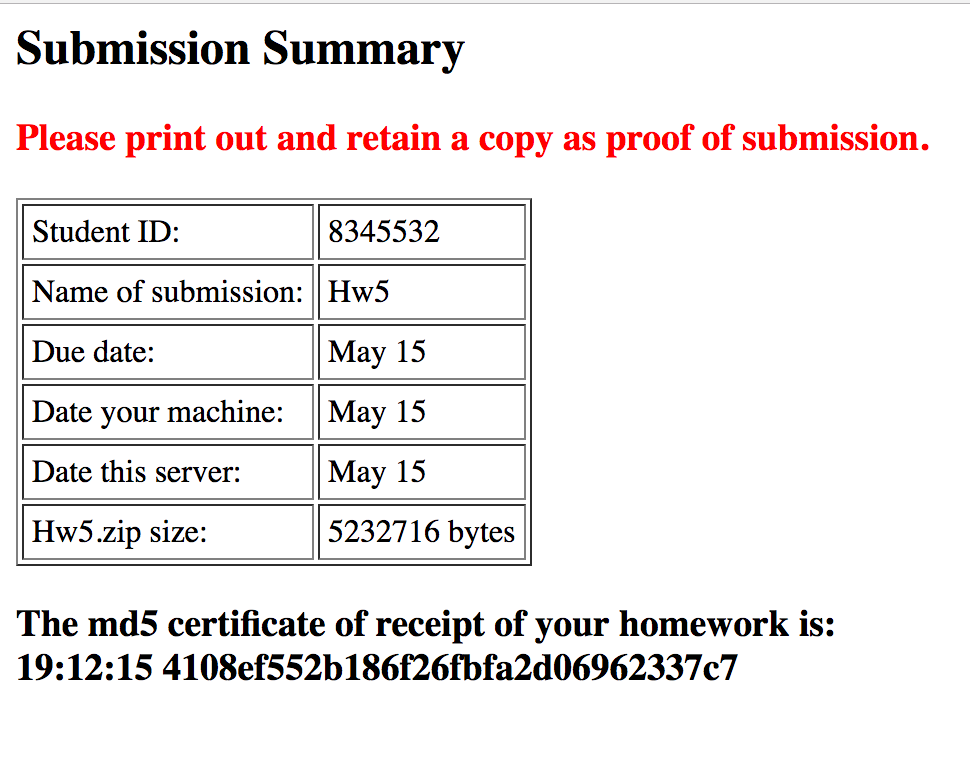 Submission Summary
Please print out and retain a copy as proof of submission.
Student ID: 8345532
Name of submission: Hw5
Due date: May 15
Date your machine: May 15
Date this server: May 15
Hw5.zip size: 5232716 bytes
The md5 certificate of receipt of your homework is:
19:12:15 4108ef552b186f26fbfa2d06962337c7